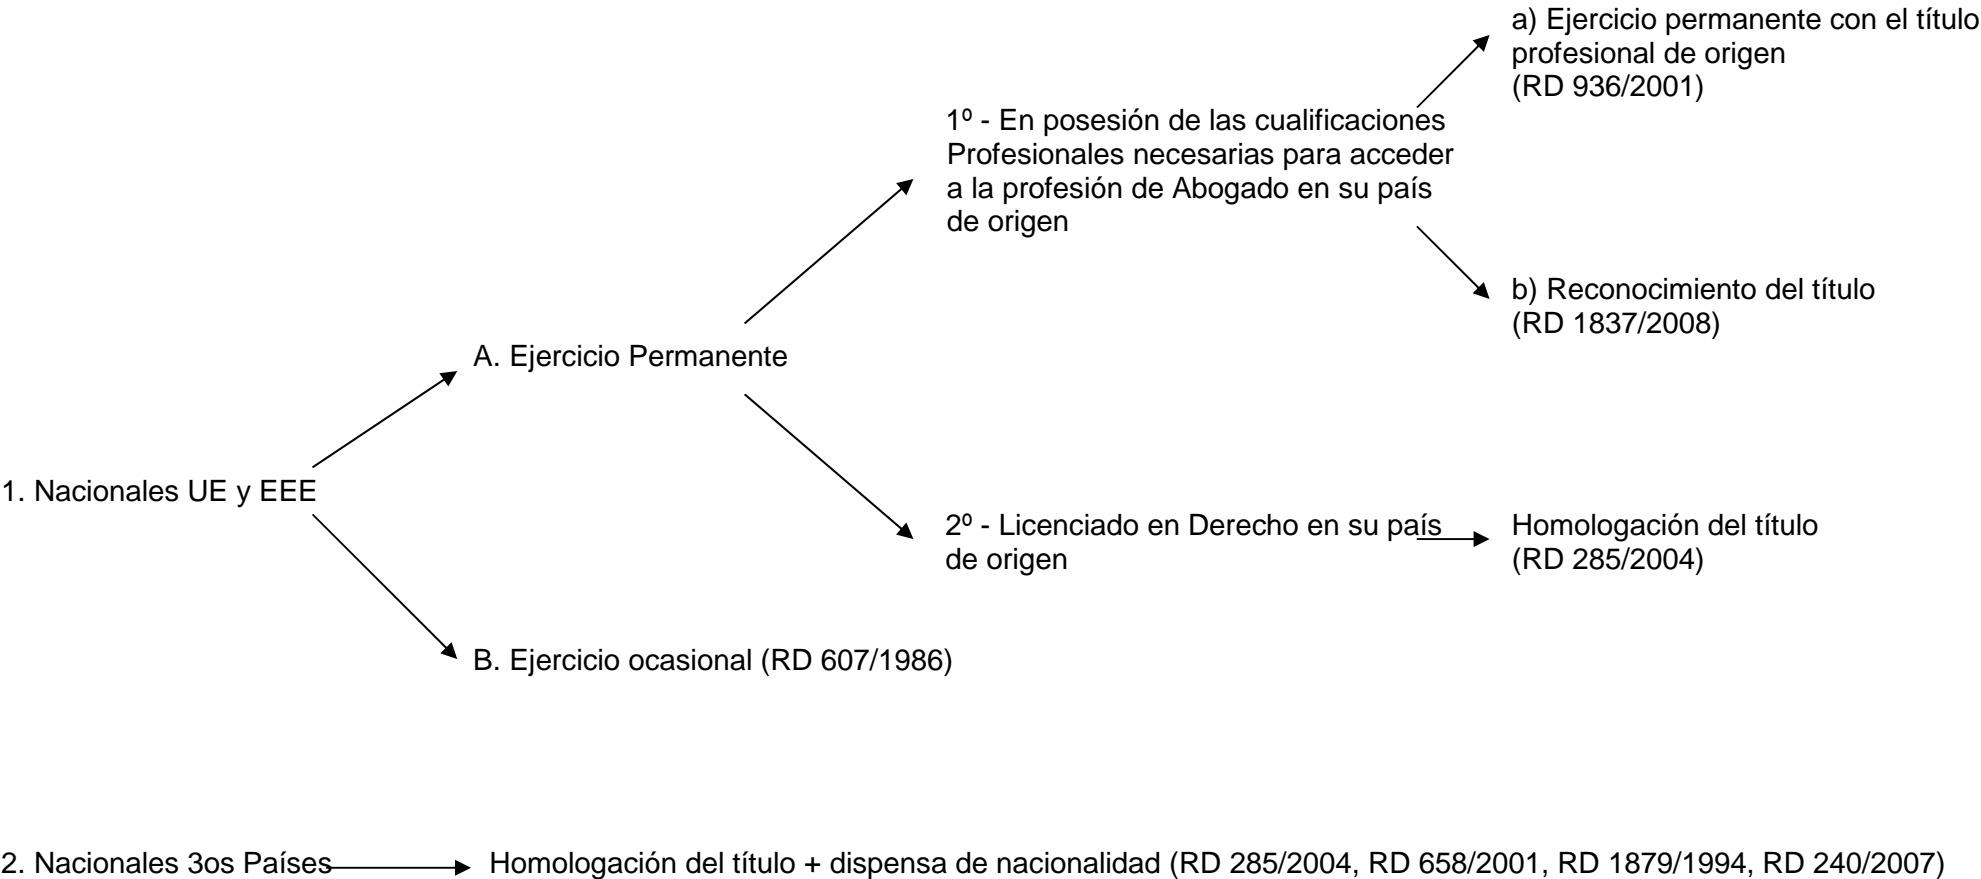 a) Ejercicio permanente con el título
profesional de origen
(RD 936/2001)
1º - En posesión de las cualificaciones
Profesionales necesarias para acceder
a la profesión de Abogado en su país
de origen
b) Reconocimiento del título
(RD 1837/2008)
A. Ejercicio Permanente
1. Nacionales UE y EEE
2º - Licenciado en Derecho en su país
de origen
Homologación del título
(RD 285/2004)
B. Ejercicio ocasional (RD 607/1986)
2. Nacionales 3os Países
Homologación del título + dispensa de nacionalidad (RD 285/2004, RD 658/2001, RD 1879/1994, RD 240/2007)